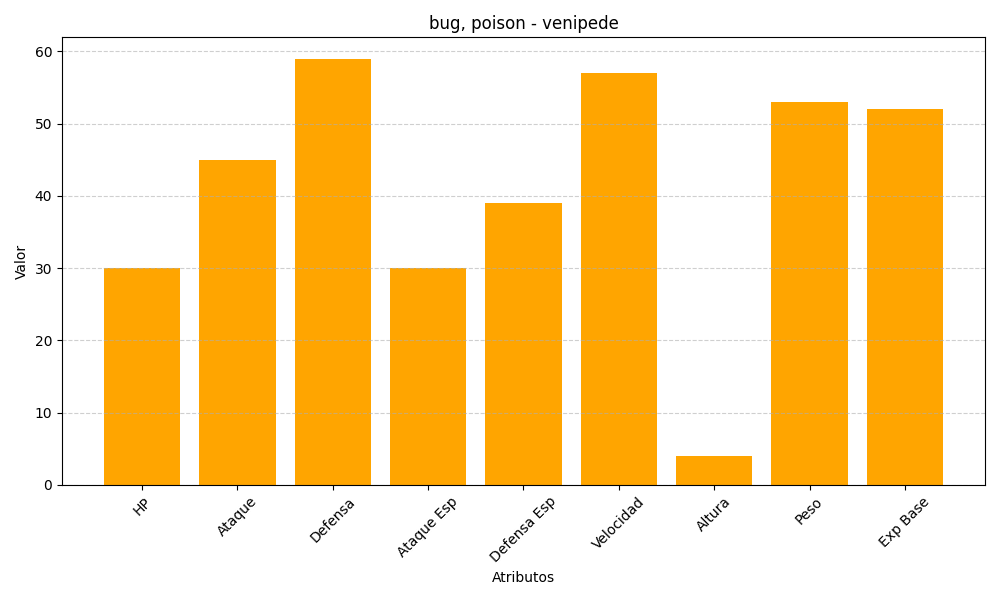 bug, poison - venipede
60
50
40
30
20
10
0
Valor
HP
Ataque
Defensa
Ataque Esp
Defensa Esp
Velocidad
Altura
Peso
Exp Base
Atributos